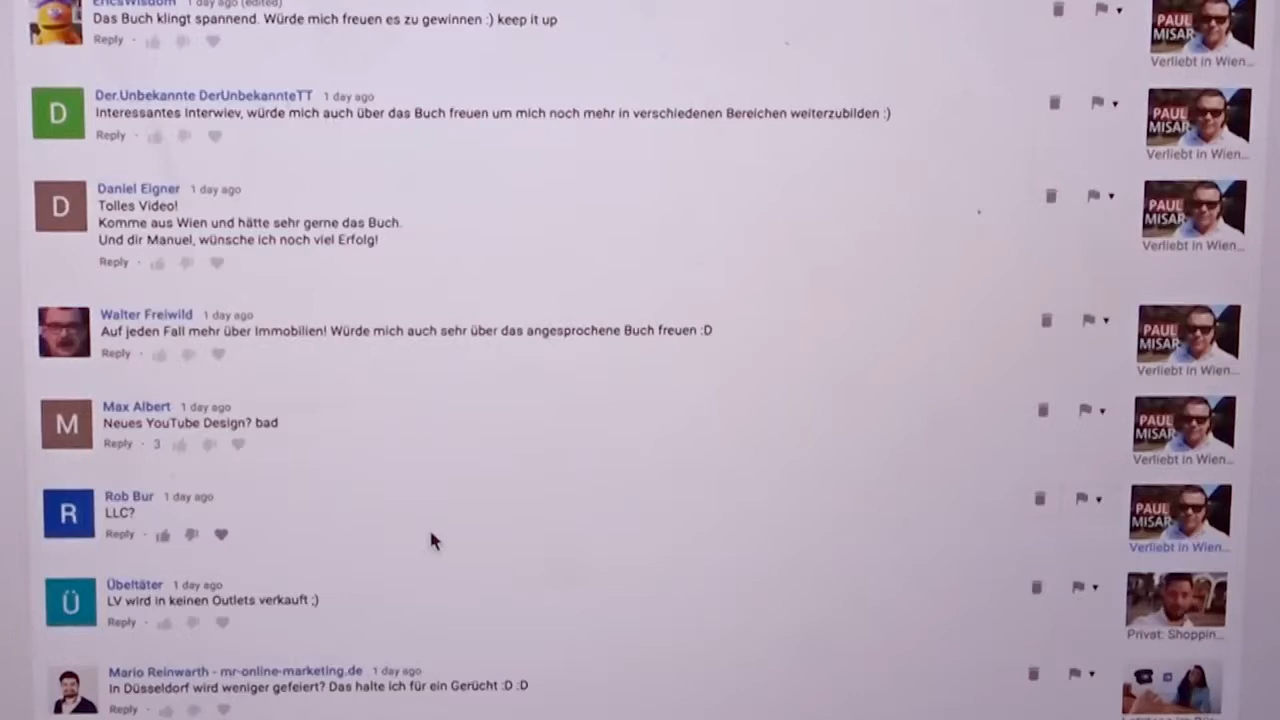 EricsWisdom 1 day ago (edited)
Das Buch klingt spannend. Würde mich freuen es zu gewinnen :) keep it up
Reply
PAUL
MISAR
Verliebt in Wien...
Der.Unbekannte DerUnbekannteTT 1 day ago
Interessantes Interwiev, würde mich auch über das Buch freuen um mich noch mehr in verschiedenen Bereichen weiterzubilden :)
Reply
PAUL
MISAR
Verliebt in Wien...
Daniel Eigner 1 day ago
Tolles Video!
Komme aus Wien und hätte sehr gerne das Buch.
Und dir Manuel, wünsche ich noch viel Erfolg!
Reply
PAUL
MISAR
Verliebt in Wien...
Walter Freiwild 1 day ago
Auf jeden Fall mehr über Immobilien! Würde mich auch sehr über das angesprochene Buch freuen :D
Reply
PAUL
MISAR
Verliebt in Wien...
Max Albert 1 day ago
Neues YouTube Design? bad
Reply · 3
M
PAUL
MISAR
Verliebt in Wien...
Rob Bur 1 day ago
LLC?
Reply
R
PAUL
MISAR
Verliebt in Wien...
Übeltäter 1 day ago
LV wird in keinen Outlets verkauft ;)
Reply
Ü
Privat: Shoppin...
Mario Reinwarth - mr-online-marketing.de 1 day ago
In Düsseldorf wird weniger gefeiert? Das halte ich für ein Gerücht :D :D
Reply